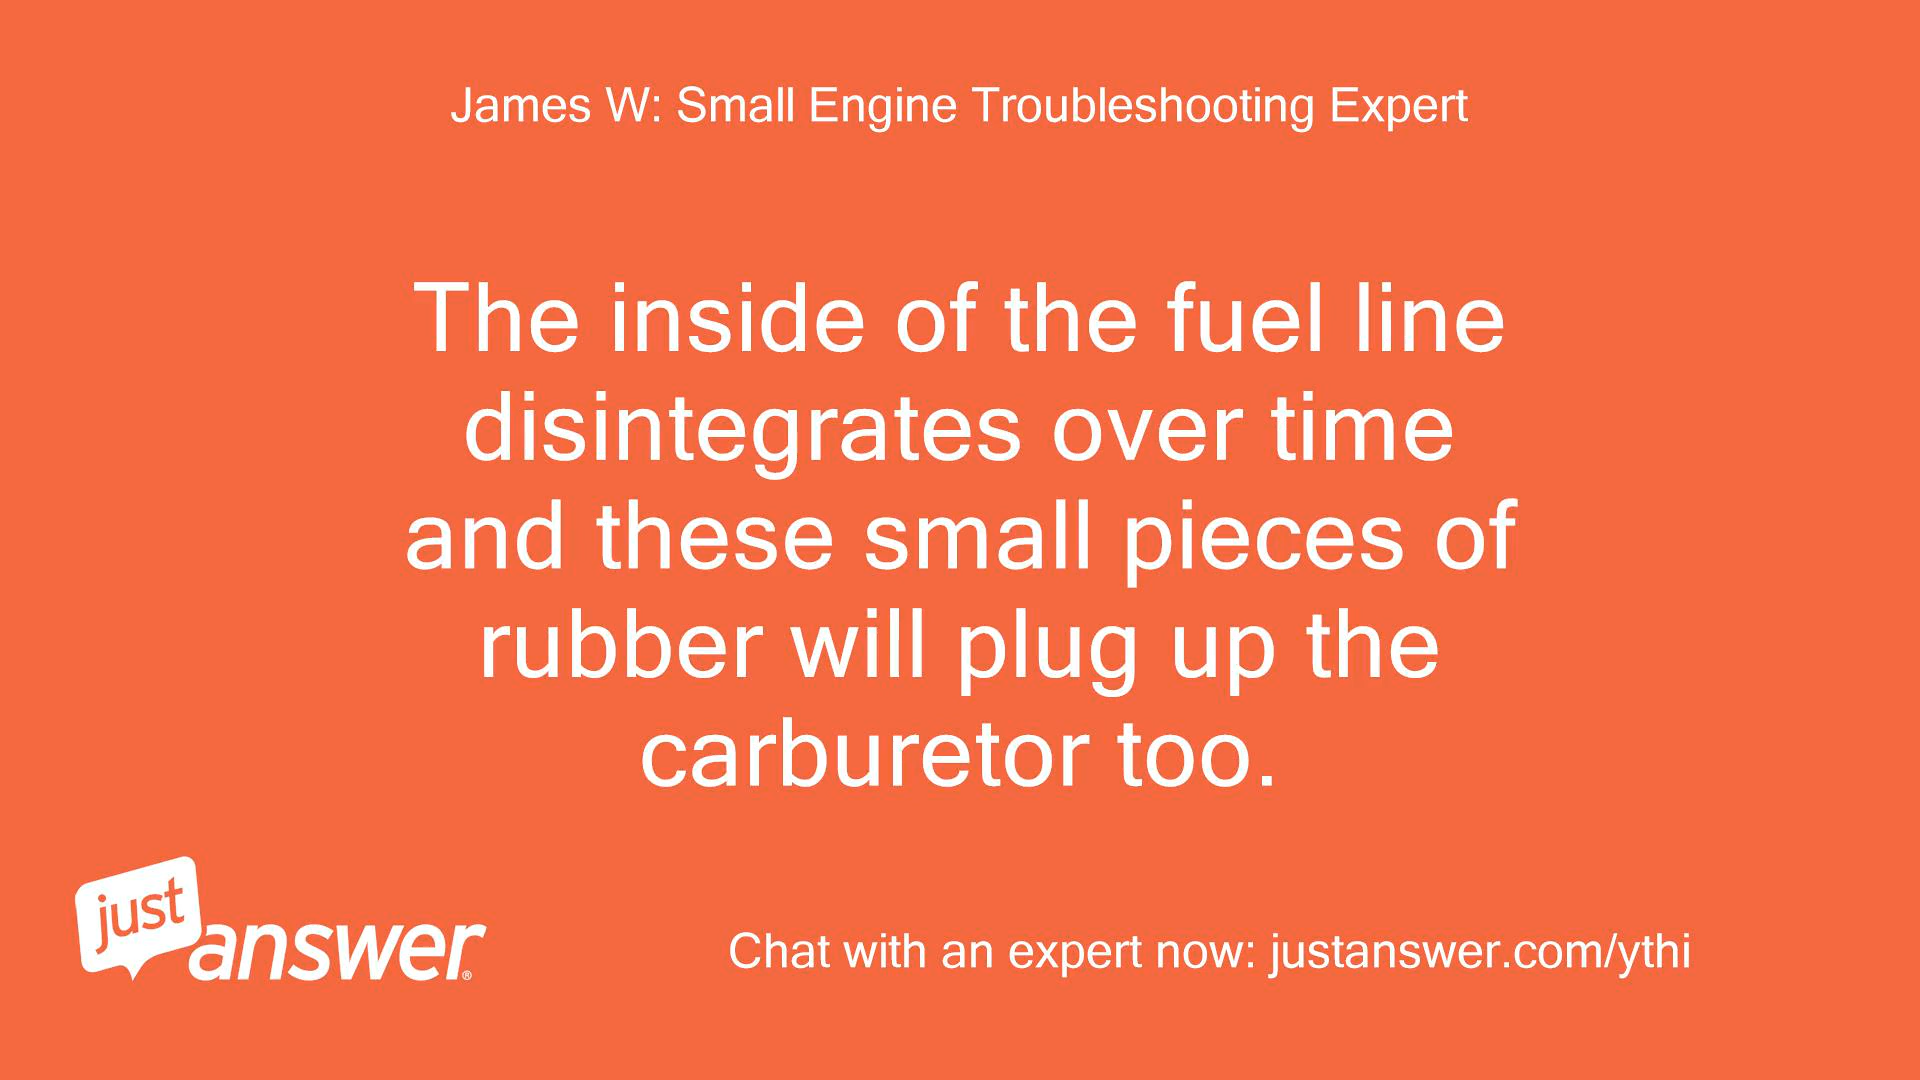 James W: Small Engine Troubleshooting Expert
The inside of the fuel line
disintegrates over time
and these small pieces of
rubber will plug up the
carburetor too.
just
answer®
Chat with an expert now: justanswer.com/ythi